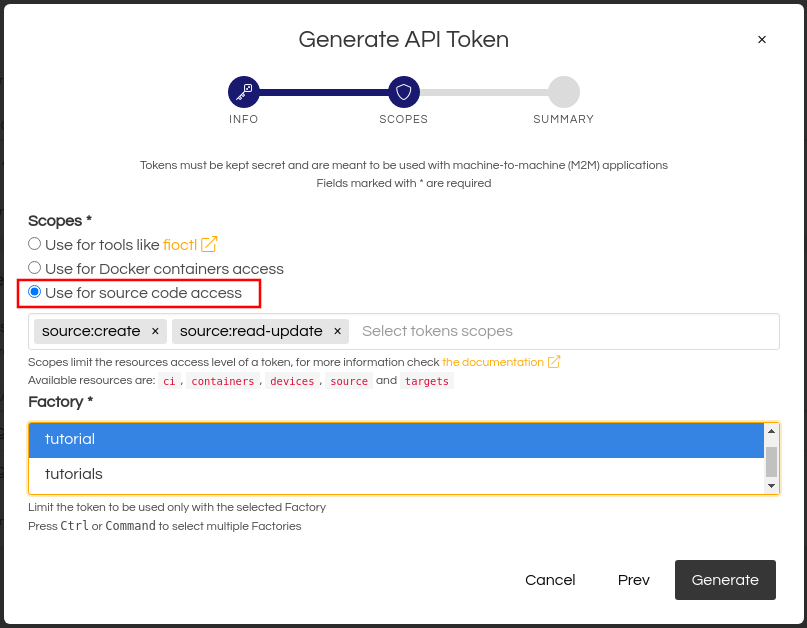 Generate API Token
×
INFO
SCOPES
SUMMARY
Tokens must be kept secret and are meant to be used with machine-to-machine (M2M) applications
Fields marked with * are required
Scopes *
Use for tools like fioctl
Use for Docker containers access
Use for source code access
source:create × source:read-update × Select tokens scopes
Scopes limit the resources access level of a token, for more information check the documentation
Available resources are: ci, containers, devices, source and targets
Factory *
tutorial
tutorials
Limit the token to be used only with the selected Factory
Press Ctrl or Command to select multiple Factories
Cancel
Prev
Generate